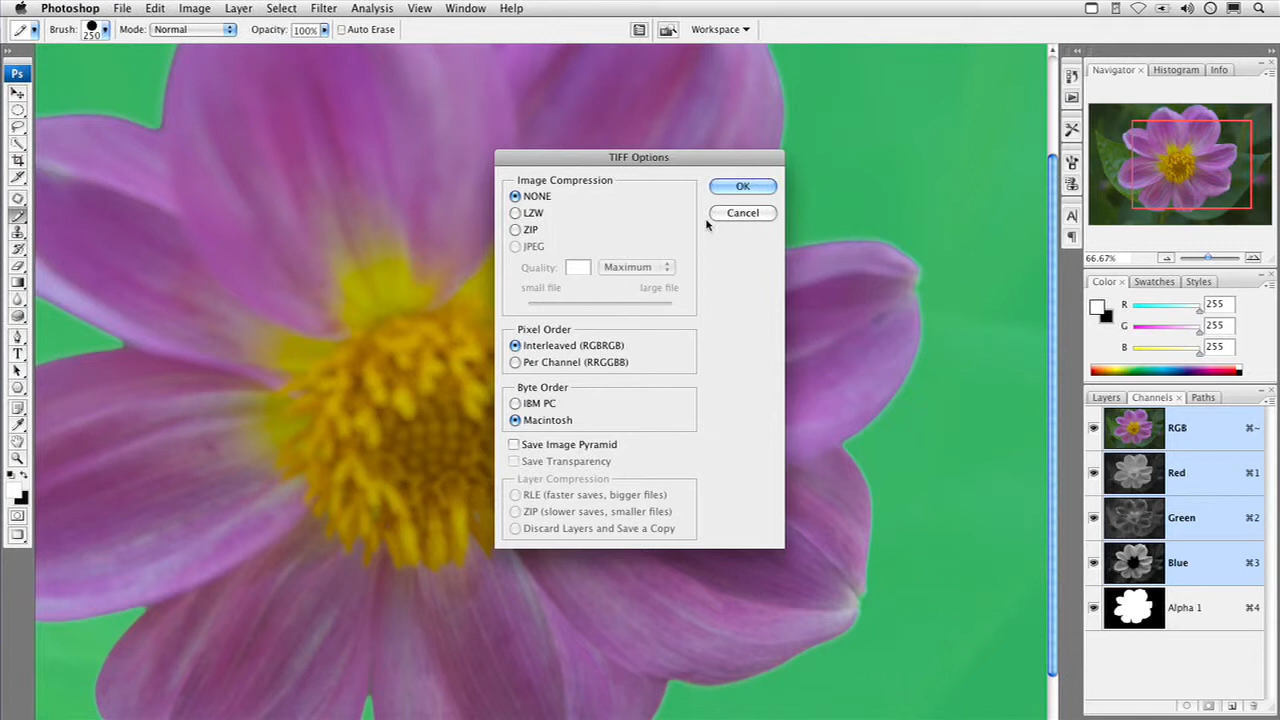 Photoshop File Edit Image Layer Select Filter Analysis View Window Help
Brush: 250 Mode: Normal Opacity: 100% Auto Erase Workspace
Ps
Navigator × Histogram Info
66.67%
TIFF Options
Image Compression
NONE
LZW
ZIP
JPEG
Quality: Maximum
small file large file
OK
Cancel
Pixel Order
Interleaved (RGBRGB)
Per Channel (RRGGBB)
Byte Order
IBM PC
Macintosh
Save Image Pyramid
Save Transparency
Layer Compression
RLE (faster saves, bigger files)
ZIP (slower saves, smaller files)
Discard Layers and Save a Copy
Color × Swatches Styles
R 255
G 255
B 255
Layers Channels × Paths
RGB ⌘~
Red ⌘1
Green ⌘2
Blue ⌘3
Alpha 1 ⌘4
T
A